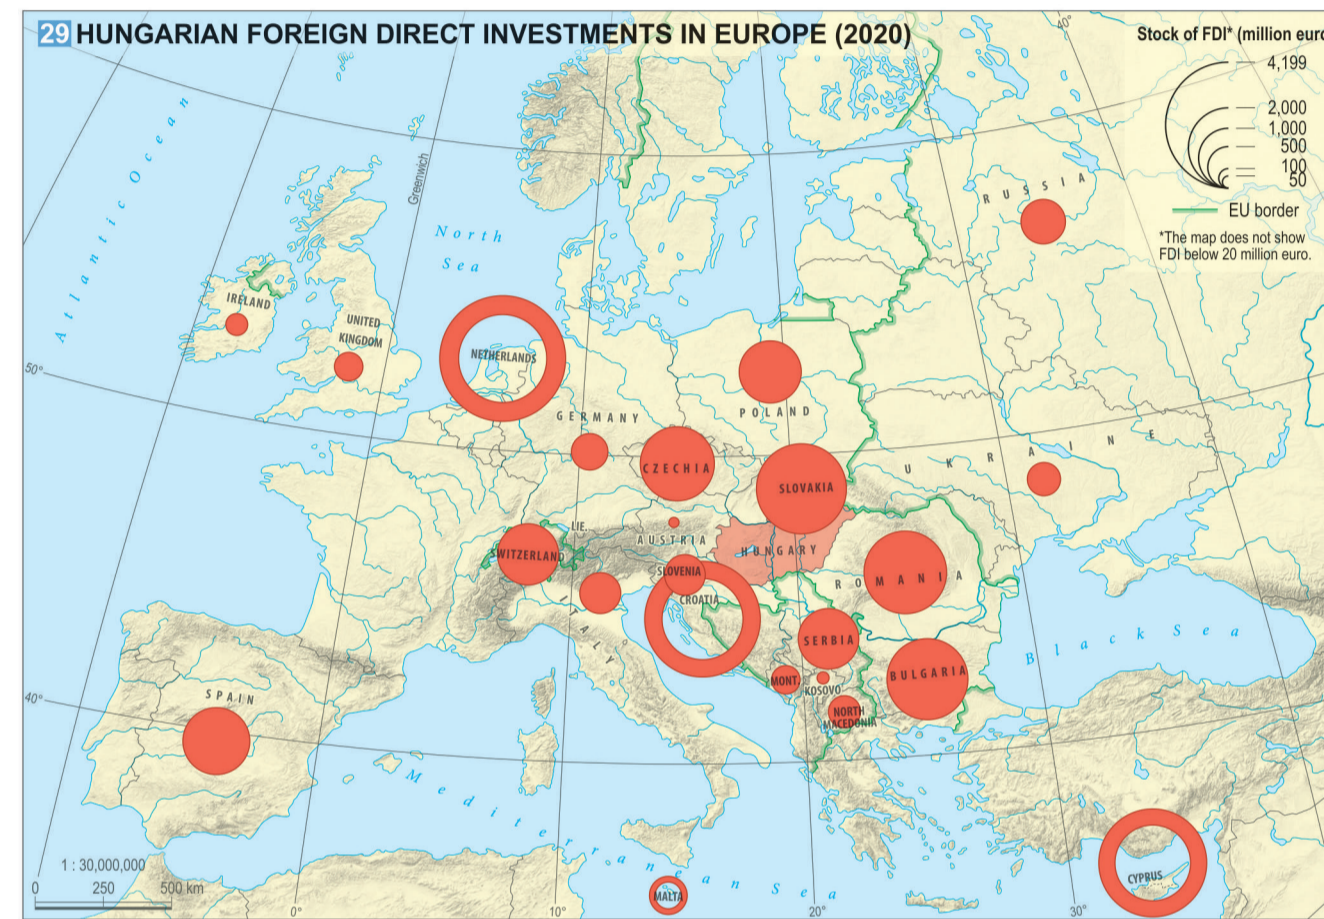 29 HUNGARIAN FOREIGN DIRECT INVESTMENTS IN EUROPE (2020)
Stock of FDI* (million euro
4,199
2,000
1,000
500
100
50
EU border
*The map does not show
FDI below 20 million euro.
40°
Atlantic Ocean
Greenwich
North
Sea
RUSSIA
IRELAND
UNITED
KINGDOM
NETHERLANDS
50°
GERMANY
POLAND
CZECHIA
SLOVAKIA
UKRAINE
LIE.
AUSTRIA
SWITZERLAND
HUNGARY
SLOVENIA
CROATIA
ROMANIA
ITALY
SERBIA
Black Sea
BULGARIA
MONT.
KOSOVO
NORTH
MACEDONIA
SPAIN
40°
Mediterranean Sea
CYPRUS
MALTA
1 : 30,000,000
0 250 500 km
0° 10° 20° 30°